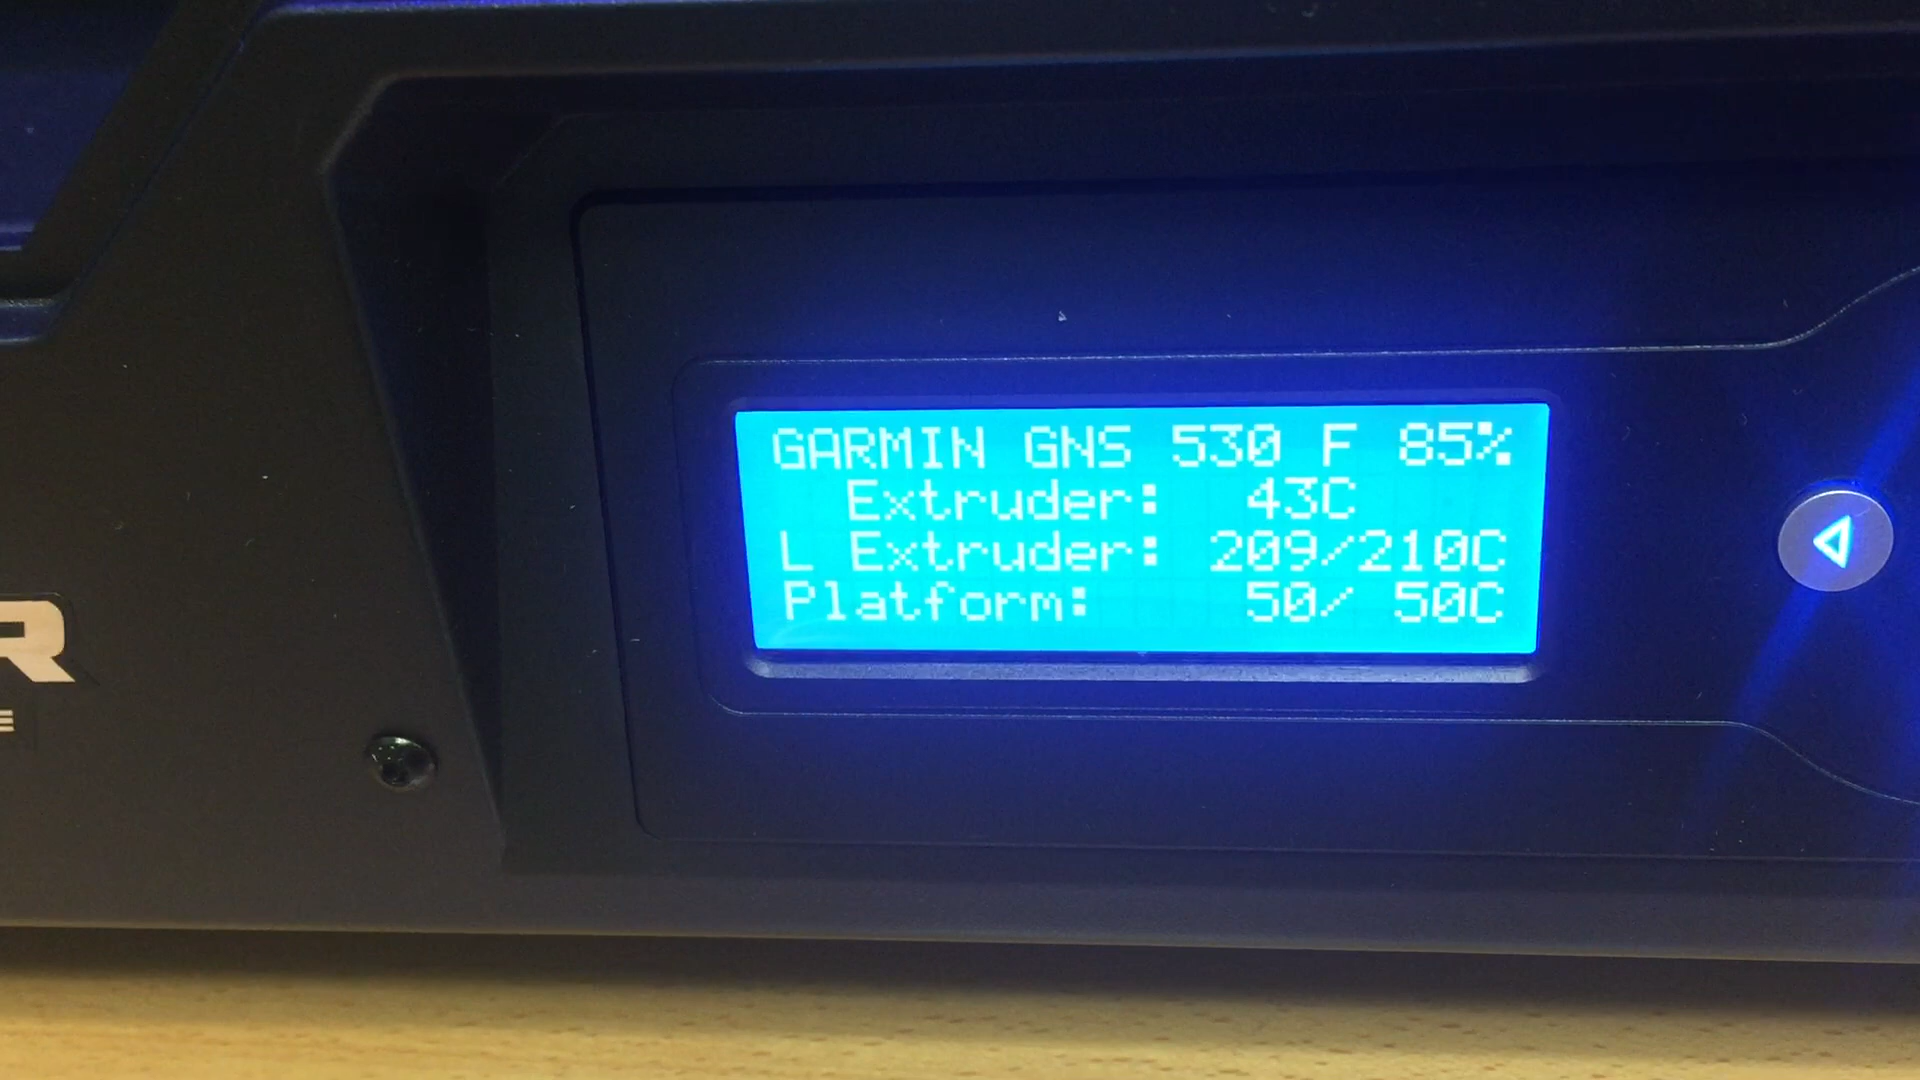 GARMIN GNS 530 F 85%
Extruder: 43C
L Extruder: 209/210C
Platform: 50/ 50C
R
E